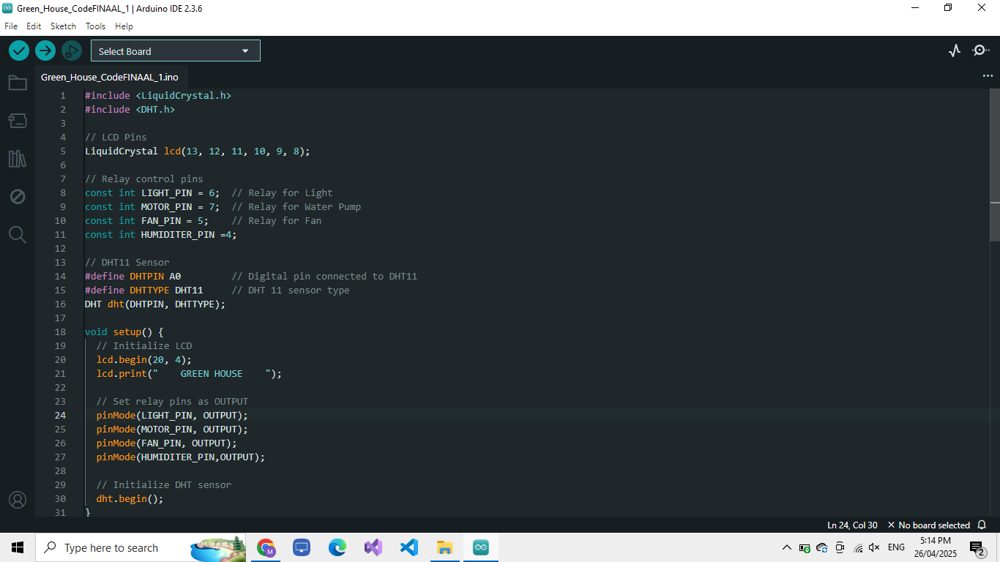 Green_House_CodeFINAAL_1 | Arduino IDE 2.3.6
File Edit Sketch Tools Help
Select Board
Green_House_CodeFINAAL_1.ino
1 #include <LiquidCrystal.h>
2 #include <DHT.h>
3
4 // LCD Pins
5 LiquidCrystal lcd(13, 12, 11, 10, 9, 8);
6
7 // Relay control pins
8 const int LIGHT_PIN = 6;  // Relay for Light
9 const int MOTOR_PIN = 7;  // Relay for Water Pump
10 const int FAN_PIN = 5;    // Relay for Fan
11 const int HUMIDITER_PIN =4;
12
13 // DHT11 Sensor
14 #define DHTPIN A0         // Digital pin connected to DHT11
15 #define DHTTYPE DHT11     // DHT 11 sensor type
16 DHT dht(DHTPIN, DHTTYPE);
17
18 void setup() {
19   // Initialize LCD
20   lcd.begin(20, 4);
21   lcd.print("    GREEN HOUSE    ");
22
23   // Set relay pins as OUTPUT
24   pinMode(LIGHT_PIN, OUTPUT);
25   pinMode(MOTOR_PIN, OUTPUT);
26   pinMode(FAN_PIN, OUTPUT);
27   pinMode(HUMIDITER_PIN,OUTPUT);
28
29   // Initialize DHT sensor
30   dht.begin();
31 }
Ln 24, Col 30 × No board selected
Type here to search
M
ENG
5:14 PM
26/04/2025
2